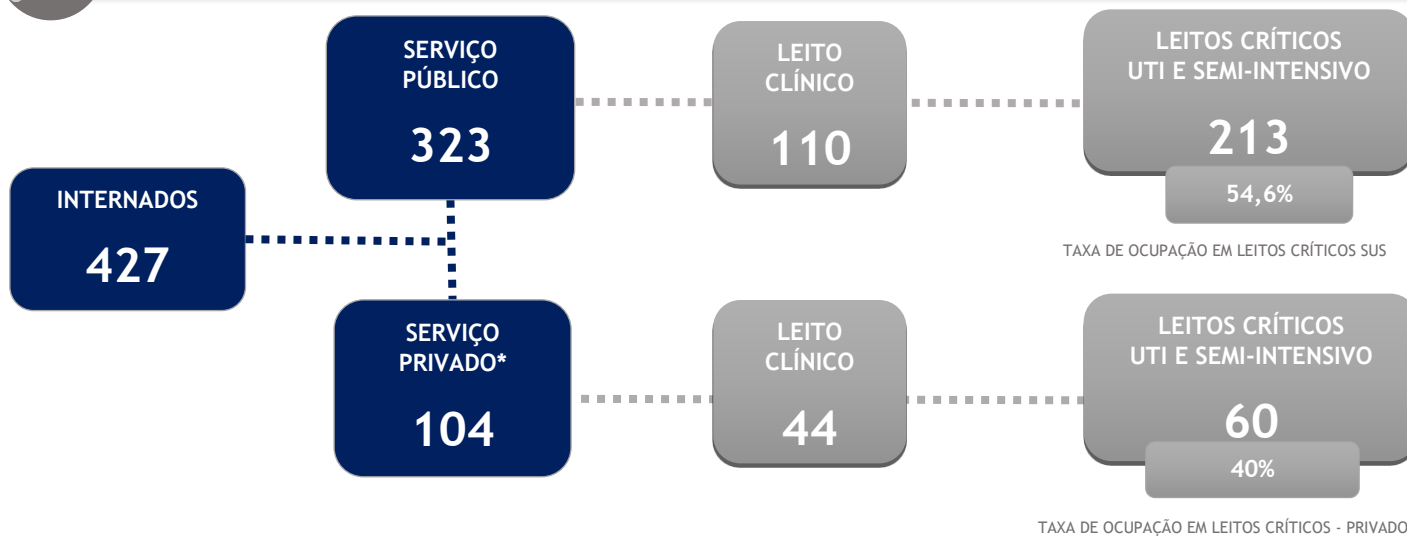 INTERNADOS
427
SERVIÇO
PÚBLICO
323
LEITO
CLÍNICO
110
LEITOS CRÍTICOS
UTI E SEMI-INTENSIVO
213
54,6%
TAXA DE OCUPAÇÃO EM LEITOS CRÍTICOS SUS
SERVIÇO
PRIVADO*
104
LEITO
CLÍNICO
44
LEITOS CRÍTICOS
UTI E SEMI-INTENSIVO
60
40%
TAXA DE OCUPAÇÃO EM LEITOS CRÍTICOS - PRIVADO